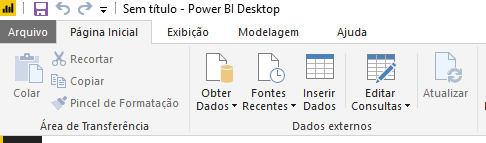 Sem título - Power BI Desktop
Arquivo Página Inicial Exibição Modelagem Ajuda
Colar
Recortar
Copiar
Pincel de Formatação
Área de Transferência
Obter Dados
Fontes Recentes
Inserir Dados
Editar Consultas
Atualizar
Dados externos